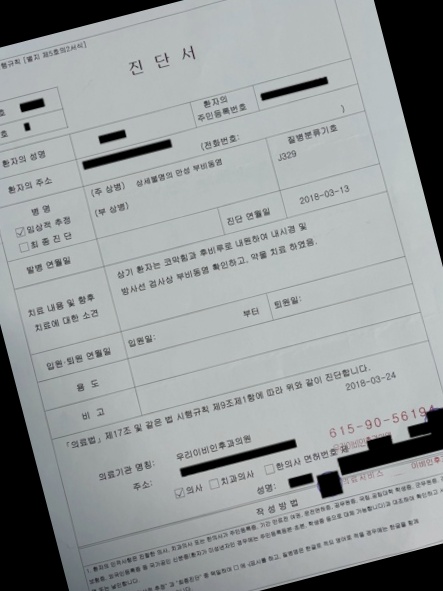 행규칙 [별지 제5호의2서식]
진 단 서
호
호
환자의 성명
환자의
주민등록번호
환자의 주소
(전화번호: )
병 명
☑임상적 추정
☐최 종 진 단
(주 상병) 상세불명의 만성 부비동염
(부 상병)
질병분류기호
J329
발병 연월일
진단 연월일
2018-03-13
치료 내용 및 향후
치료에 대한 소견
상기 환자는 코막힘과 후비루로 내원하여 내시경 및
방사선 검사상 부비동염 확인하고, 약물 치료 하였음.
입원·퇴원 연월일
입원일: 부터
퇴원일:
용 도
비 고
「의료법」 제17조 및 같은 법 시행규칙 제9조제1항에 따라 위와 같이 진단합니다.
2018-03-24
의료기관 명칭: 우리이비인후과의원
주소:
615-90-5619
☑의사 ☐치과의사 ☐한의사 면허번호 제
성명:
작 성 방 법